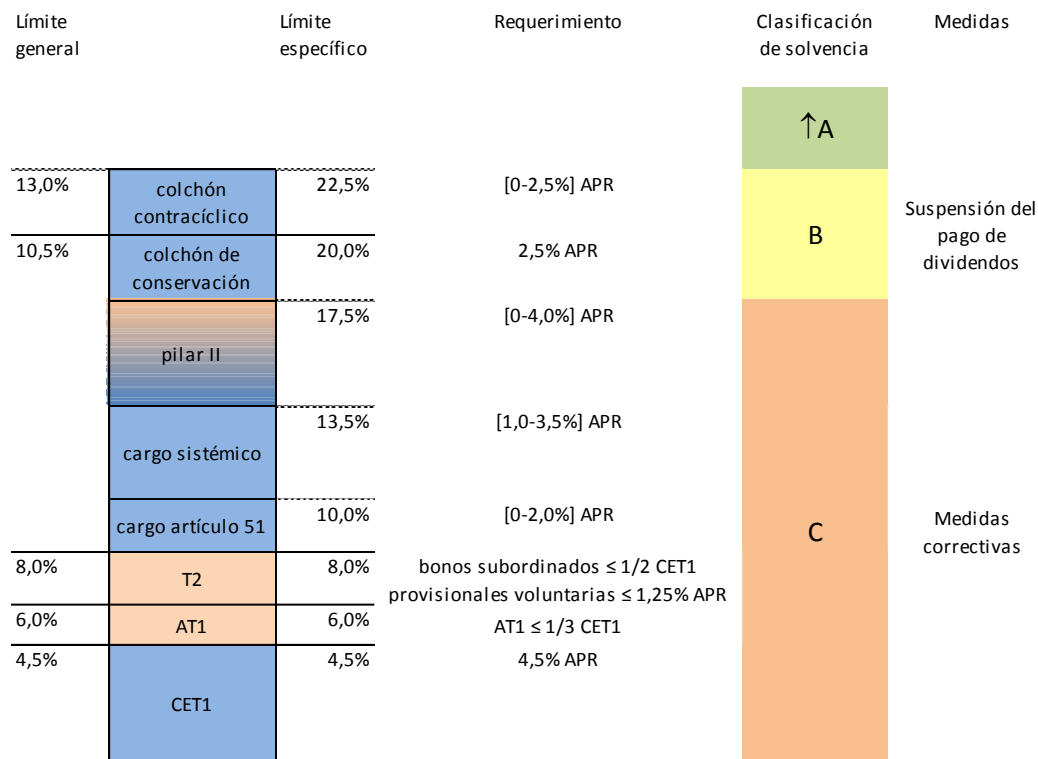 Límite general
Límite específico
Requerimiento
Clasificación de solvencia
Medidas
↑A
13,0%
colchón contracíclico
22,5%
[0-2,5%] APR
B
Suspensión del pago de dividendos
10,5%
colchón de conservación
20,0%
2,5% APR
pilar II
17,5%
[0-4,0%] APR
cargo sistémico
13,5%
[1,0-3,5%] APR
cargo artículo 51
10,0%
[0-2,0%] APR
C
Medidas correctivas
8,0%
T2
8,0%
bonos subordinados ≤ 1/2 CET1
provisionales voluntarias ≤ 1,25% APR
6,0%
AT1
6,0%
AT1 ≤ 1/3 CET1
4,5%
CET1
4,5%
4,5% APR